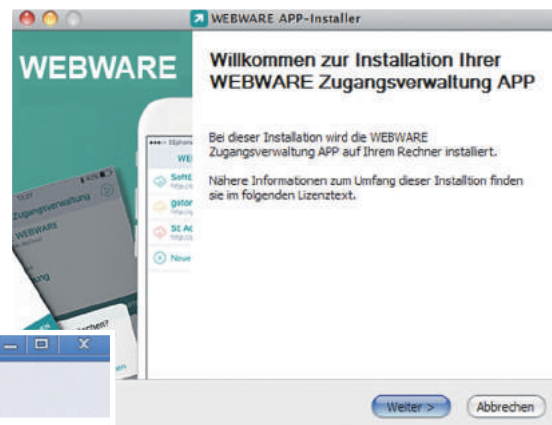 WEBWARE APP-Installer
WEBWARE
Willkommen zur Installation Ihrer
WEBWARE Zugangsverwaltung APP
Bei dieser Installation wird die WEBWARE
Zugangsverwaltung APP auf Ihrem Rechner installiert.
Nähere Informationen zum Umfang dieser Installtion finden
sie im folgenden Lizenztext.
Zugangsverwaltung
WEBWARE
Weiter >
Abbrechen